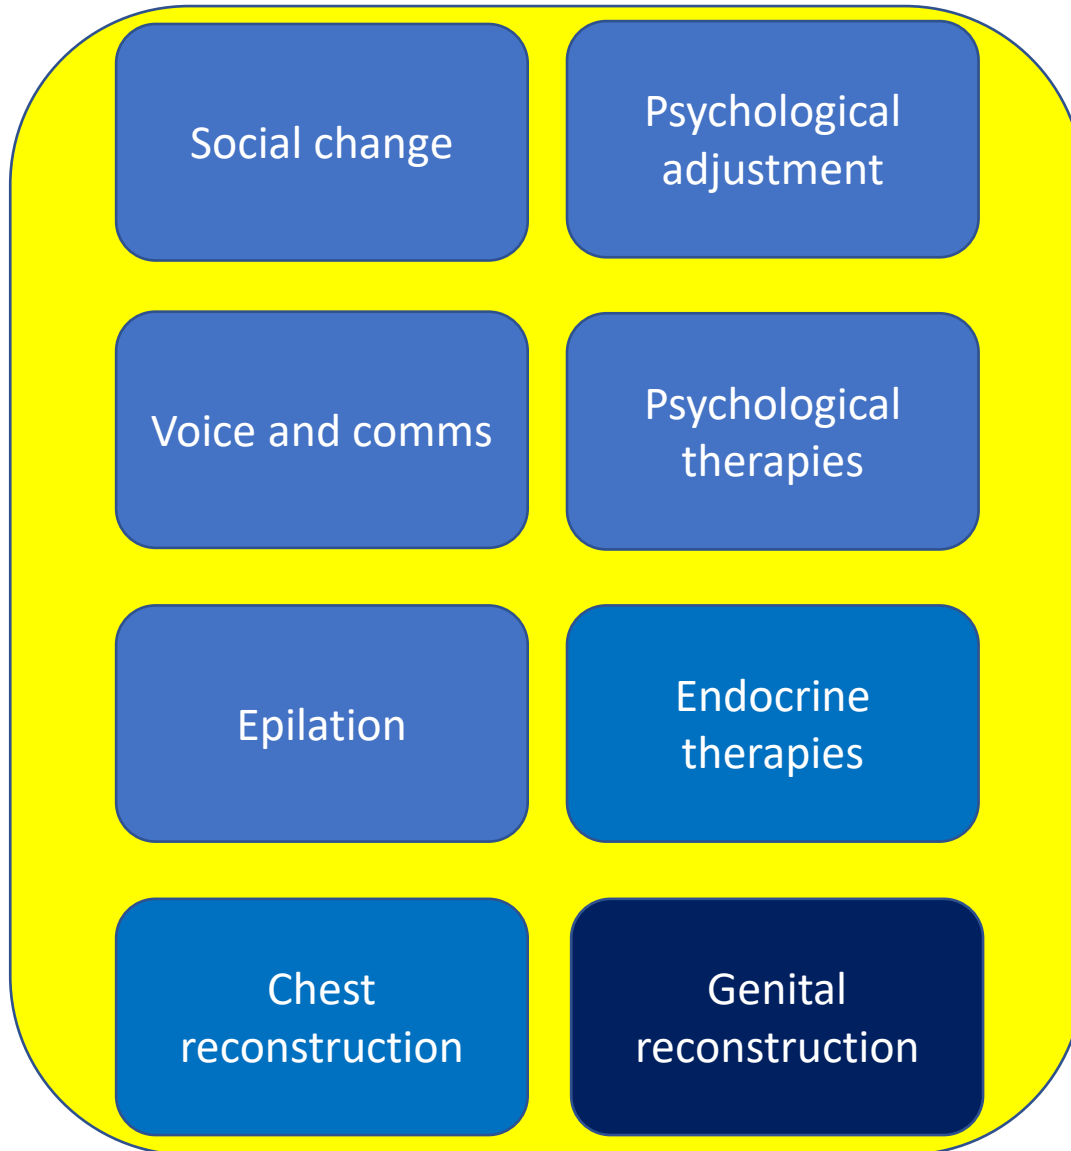 Social change
Psychological
adjustment
Voice and comms
Psychological
therapies
Epilation
Endocrine
therapies
Chest
reconstruction
Genital
reconstruction